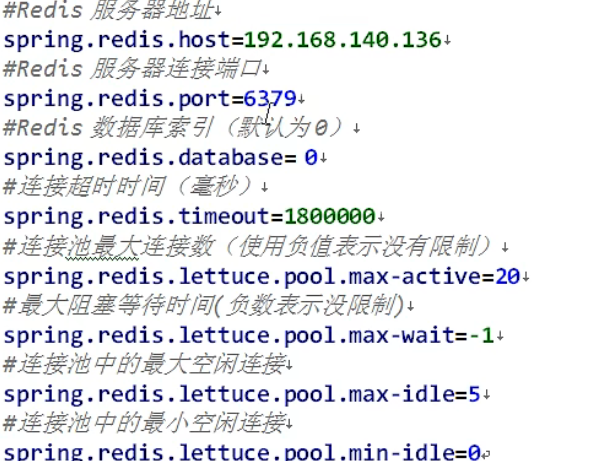 #Redis 服务器地址
spring.redis.host=192.168.140.136
#Redis 服务器连接端口
spring.redis.port=6379
#Redis 数据库索引（默认为 0）
spring.redis.database= 0
#连接超时时间（毫秒）
spring.redis.timeout=1800000
#连接池最大连接数（使用负值表示没有限制）
spring.redis.lettuce.pool.max-active=20
#最大阻塞等待时间(负数表示没限制)
spring.redis.lettuce.pool.max-wait=-1
#连接池中的最大空闲连接
spring.redis.lettuce.pool.max-idle=5
#连接池中的最小空闲连接
spring.redis.lettuce.pool.min-idle=0